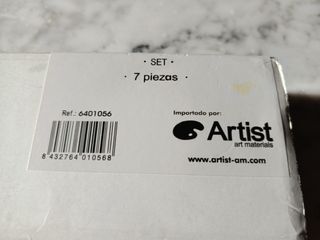 · SET ·
· 7 piezas ·
Ref.: 6401056
8 432764 010568
Importado por:
Artist
art materials
www.artist-am.com